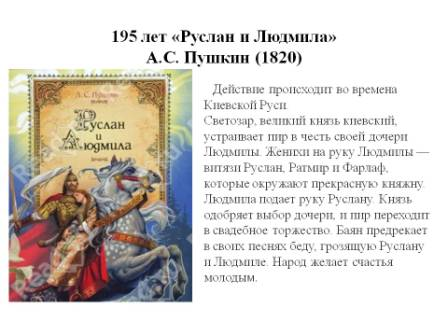 195 лет «Руслан и Людмила»
А.С. Пушкин (1820)
А. С. Пушкин
Руслан
и
Людмила
Действие происходит во времена
Киевской Руси.
Светозар, великий князь киевский,
устраивает пир в честь своей дочери
Людмилы. Женихи на руку Людмилы —
витязи Руслан, Ратмир и Фарлаф,
которые окружают прекрасную княжну.
Людмила подает руку Руслану. Князь
одобряет выбор дочери, и пир переходит
в свадебное торжество. Баян предрекает
в своих песнях беду, грозящую Руслану
и Людмиле. Народ желает счастья
молодым.